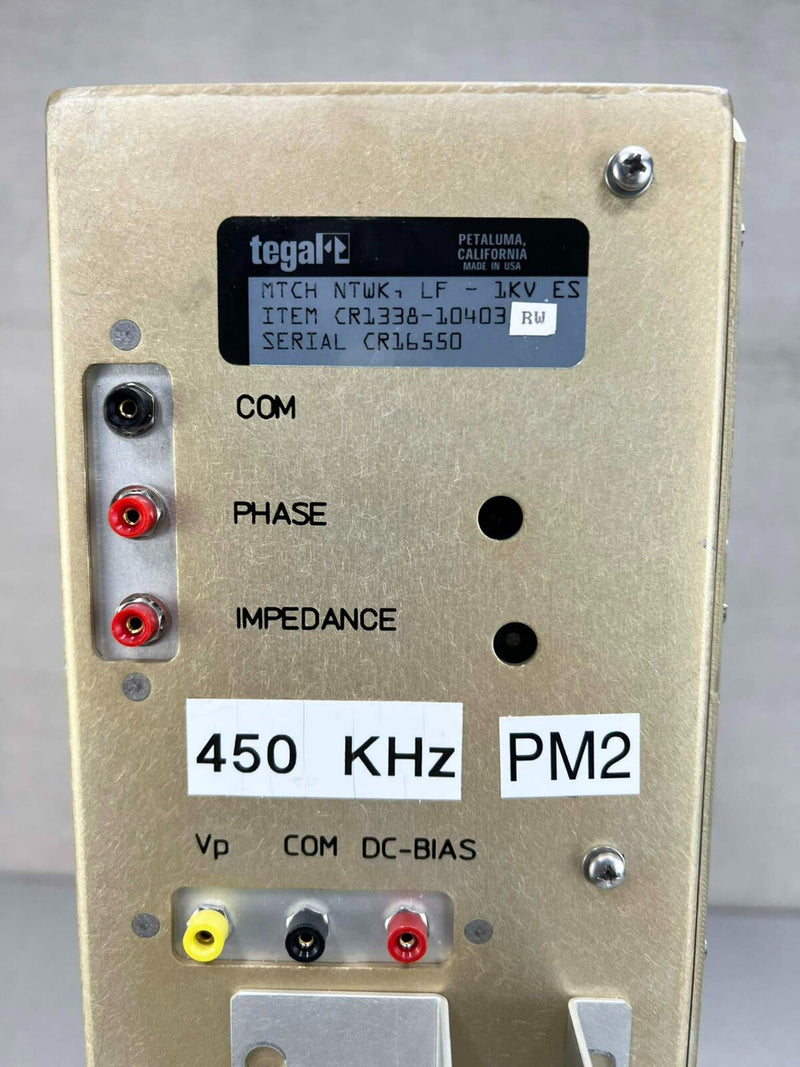 tegal
PETALUMA,
CALIFORNIA
MADE IN USA
MTCH NTWK, LF - 1KV ES
ITEM CR1338-10403 RW
SERIAL CR16550
COM
PHASE
IMPEDANCE
450 KHz PM2
Vp COM DC-BIAS